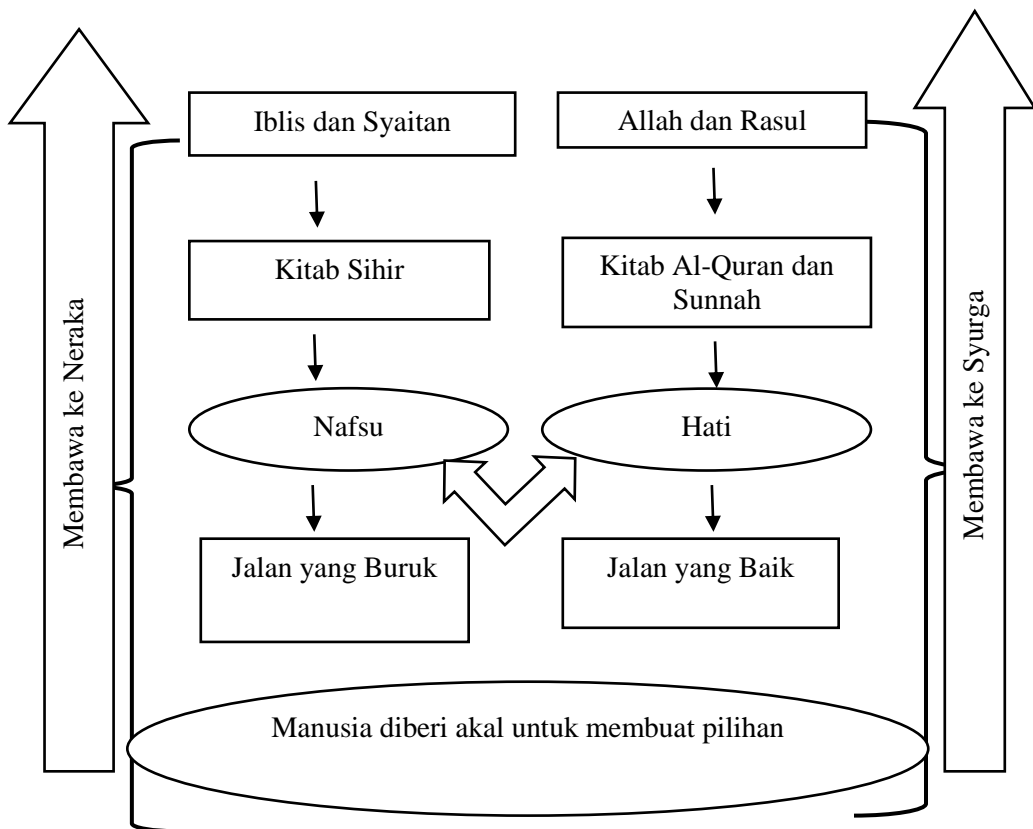 Iblis dan Syaitan
Allah dan Rasul
Kitab Sihir
Kitab Al-Quran dan
Sunnah
Nafsu
Hati
Jalan yang Buruk
Jalan yang Baik
Manusia diberi akal untuk membuat pilihan
Membawa ke Neraka
Membawa ke Syurga